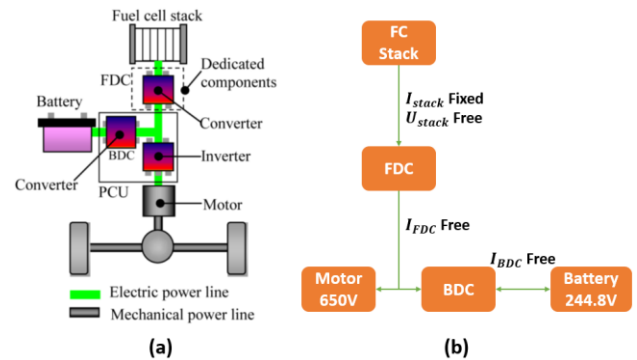 Fuel cell stack
FDC
Dedicated
components
Battery
Converter
BDC
Inverter
Converter
PCU
Motor
Electric power line
Mechanical power line
(a)
FC
Stack
I_stack Fixed
U_stack Free
FDC
I_FDC Free
I_BDC Free
Motor
650V
BDC
Battery
244.8V
(b)